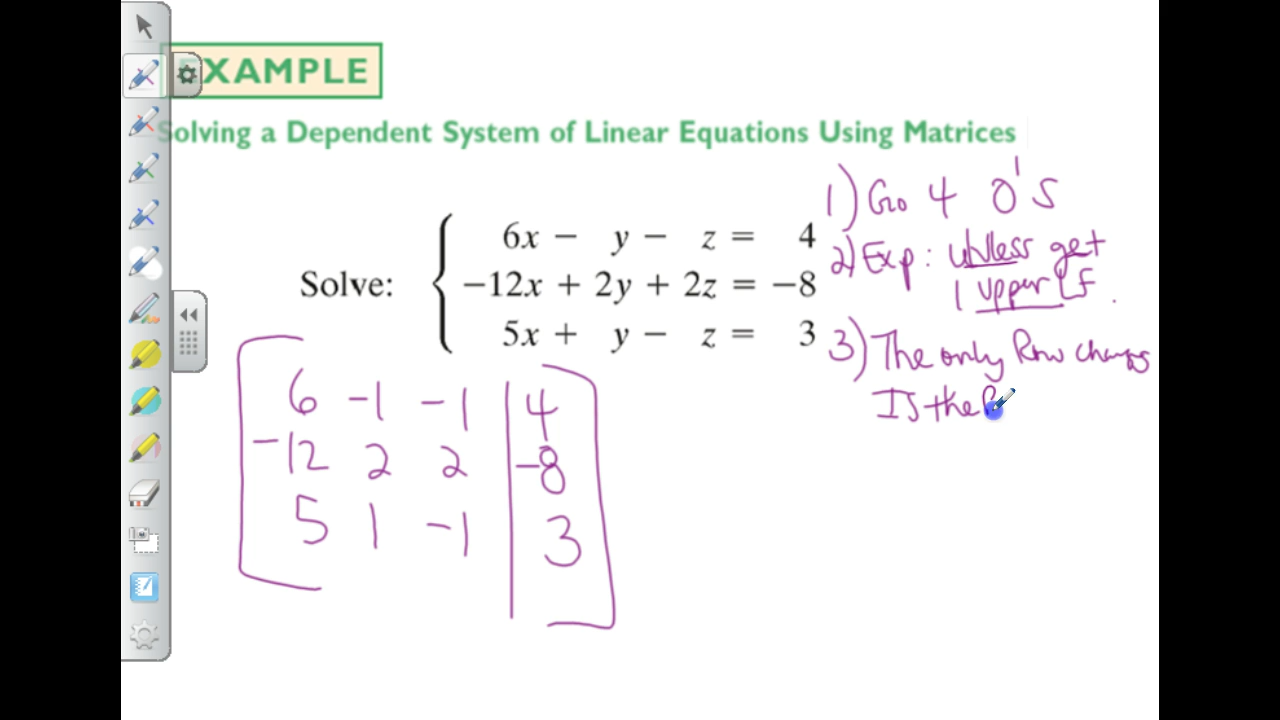 EXAMPLE
Solving a Dependent System of Linear Equations Using Matrices
1) Go 4 0's
6x − y − z = 4
2) Exp: unless get
Solve: −12x + 2y + 2z = −8
1 upper LF.
5x + y − z = 3
3) The only Row changes
Is the R
6 -1 -1 4
-12 2 2 -8
5 1 -1 3